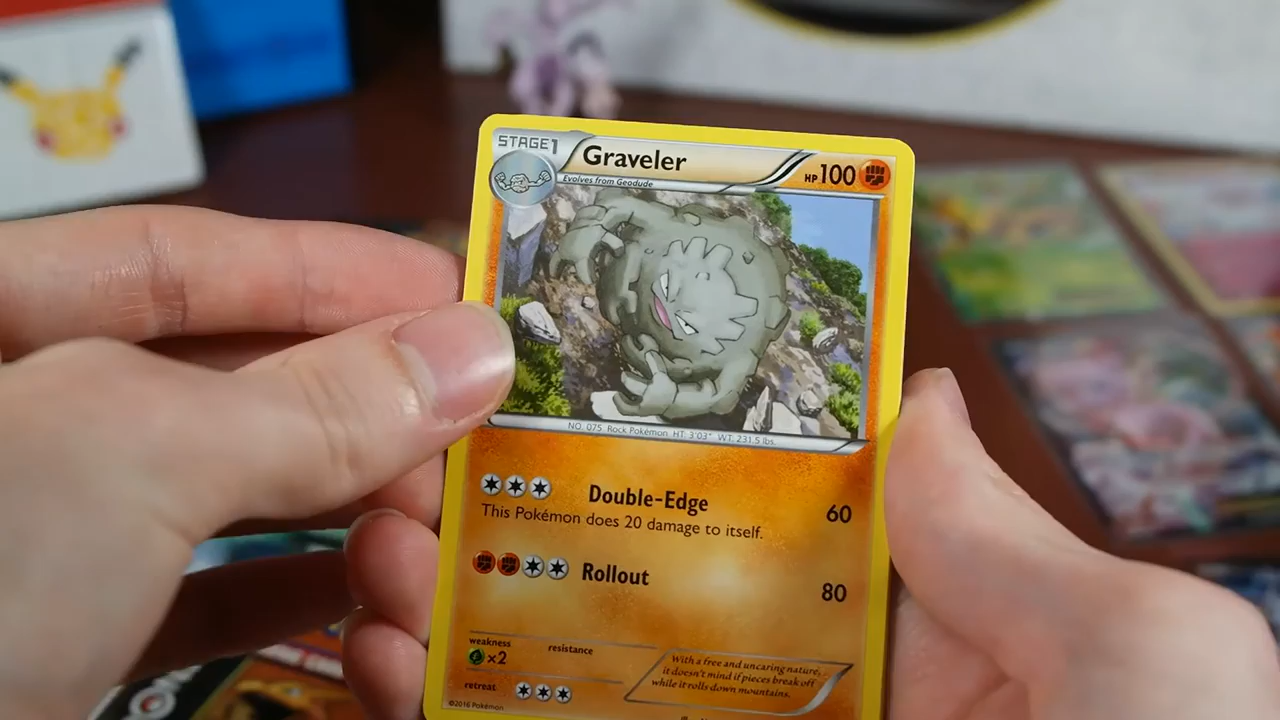 STAGE1
Graveler
HP 100
Evolves from Geodude
NO. 075 Rock Pokémon HT: 3'03" WT: 231.5 lbs.
Double-Edge 60
This Pokémon does 20 damage to itself.
Rollout 80
weakness
resistance
×2
With a free and uncaring nature,
it doesn't mind if pieces break off
while it rolls down mountains.
retreat
©2016 Pokémon